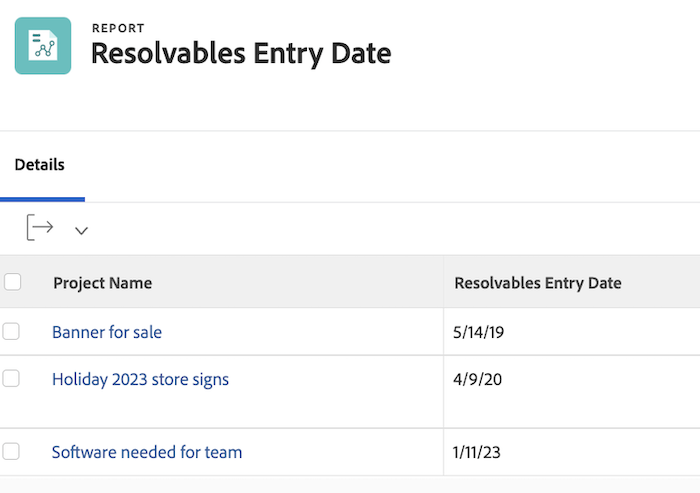 REPORT
Resolvables Entry Date
Details
Project Name Resolvables Entry Date
Banner for sale 5/14/19
Holiday 2023 store signs 4/9/20
Software needed for team 1/11/23